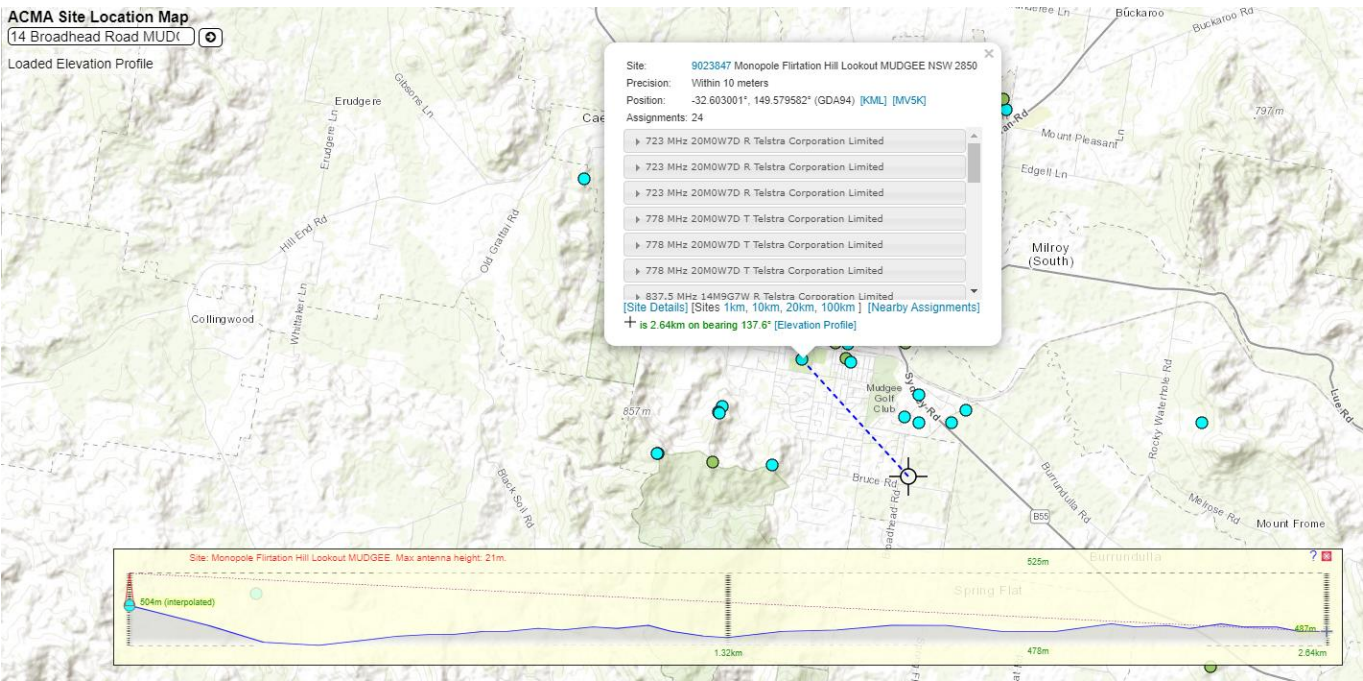 ACMA Site Location Map
14 Broadhead Road MUD
Loaded Elevation Profile
Buckaroo
Buckaroo Rd
Erudgere
Gibsons Ln
Erudgere Ln
Hill End Rd
Old Grattai Rd
Whittaker Ln
Collingwood
Black Soil Rd
Site: 9023847 Monopole Flirtation Hill Lookout MUDGEE NSW 2850
Precision: Within 10 meters
Position: -32.603001°, 149.579582° (GDA94) [KML] [MV5K]
Assignments: 24
723 MHz 20M0W7D R Telstra Corporation Limited
723 MHz 20M0W7D R Telstra Corporation Limited
723 MHz 20M0W7D R Telstra Corporation Limited
778 MHz 20M0W7D T Telstra Corporation Limited
778 MHz 20M0W7D T Telstra Corporation Limited
778 MHz 20M0W7D T Telstra Corporation Limited
837.5 MHz 14M9G7W R Telstra Corporation Limited
[Site Details] [Sites 1km, 10km, 20km, 100km ] [Nearby Assignments]
is 2.64km on bearing 137.6° [Elevation Profile]
797m
Mount Pleasant Ln
Edgell Ln
Milroy
(South)
Mudgee
Golf
Club
Sydney Rd
857m
Bruce Rd
Rocky Waterhole Rd
Lue Rd
Burrundulla Rd
B55
Melrose Rd
Mount Frome
Burrundulla
Spring Flat
Site: Monopole Flirtation Hill Lookout MUDGEE. Max antenna height: 21m.
525m
?
504m (interpolated)
487m
1.32km
478m
2.64km